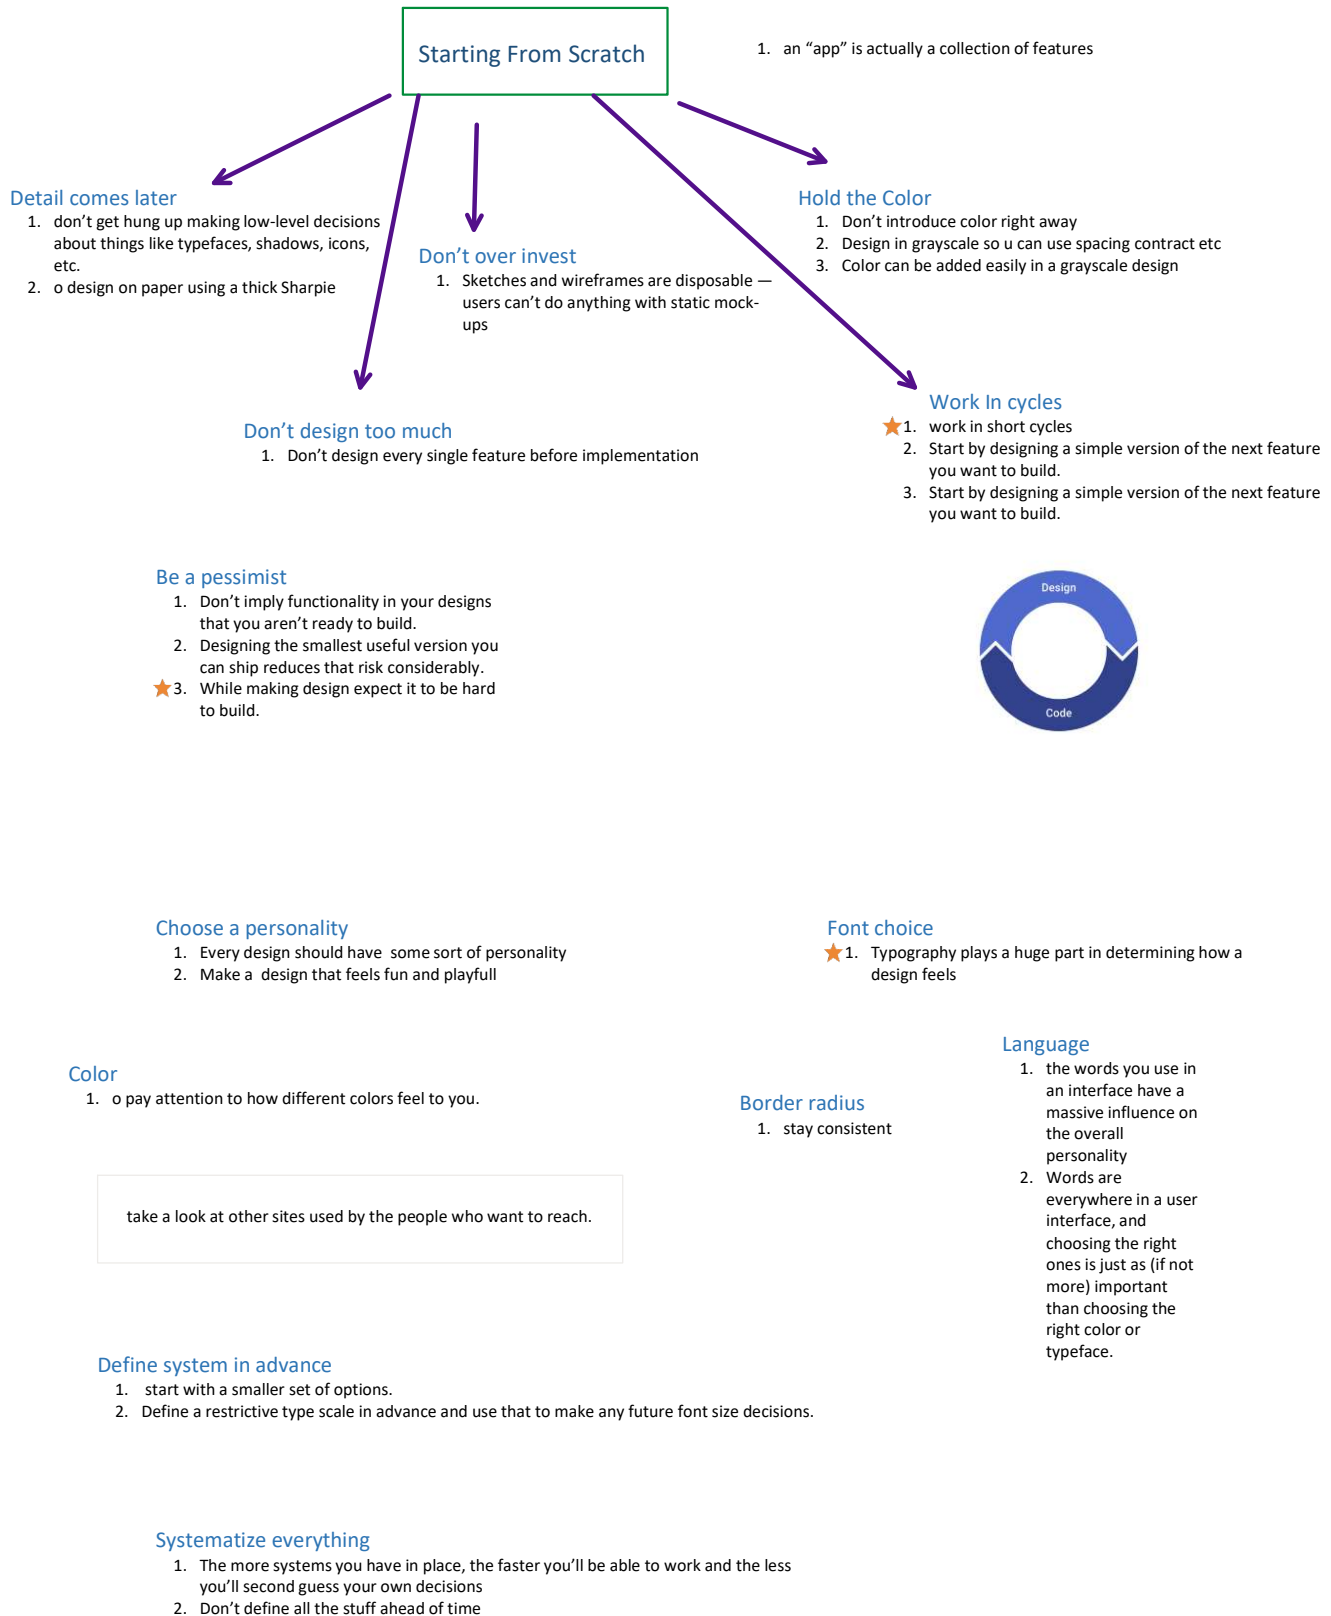 Starting From Scratch
1. an “app” is actually a collection of features
Detail comes later
1. don’t get hung up making low-level decisions
about things like typefaces, shadows, icons,
etc.
2. o design on paper using a thick Sharpie
Don’t over invest
1. Sketches and wireframes are disposable —
users can’t do anything with static mock-
ups
Hold the Color
1. Don’t introduce color right away
2. Design in grayscale so u can use spacing contract etc
3. Color can be added easily in a grayscale design
Don’t design too much
1. Don’t design every single feature before implementation
Work In cycles
1. work in short cycles
2. Start by designing a simple version of the next feature
you want to build.
3. Start by designing a simple version of the next feature
you want to build.
Be a pessimist
1. Don’t imply functionality in your designs
that you aren’t ready to build.
2. Designing the smallest useful version you
can ship reduces that risk considerably.
3. While making design expect it to be hard
to build.
Design
Code
Choose a personality
1. Every design should have  some sort of personality
2. Make a  design that feels fun and playfull
Font choice
1. Typography plays a huge part in determining how a
design feels
Color
1. o pay attention to how different colors feel to you.
Border radius
1. stay consistent
Language
1. the words you use in
an interface have a
massive influence on
the overall
personality
2. Words are
everywhere in a user
interface, and
choosing the right
ones is just as (if not
more) important
than choosing the
right color or
typeface.
take a look at other sites used by the people who want to reach.
Define system in advance
1. start with a smaller set of options.
2. Define a restrictive type scale in advance and use that to make any future font size decisions.
Systematize everything
1. The more systems you have in place, the faster you’ll be able to work and the less
you’ll second guess your own decisions
2. Don’t define all the stuff ahead of time